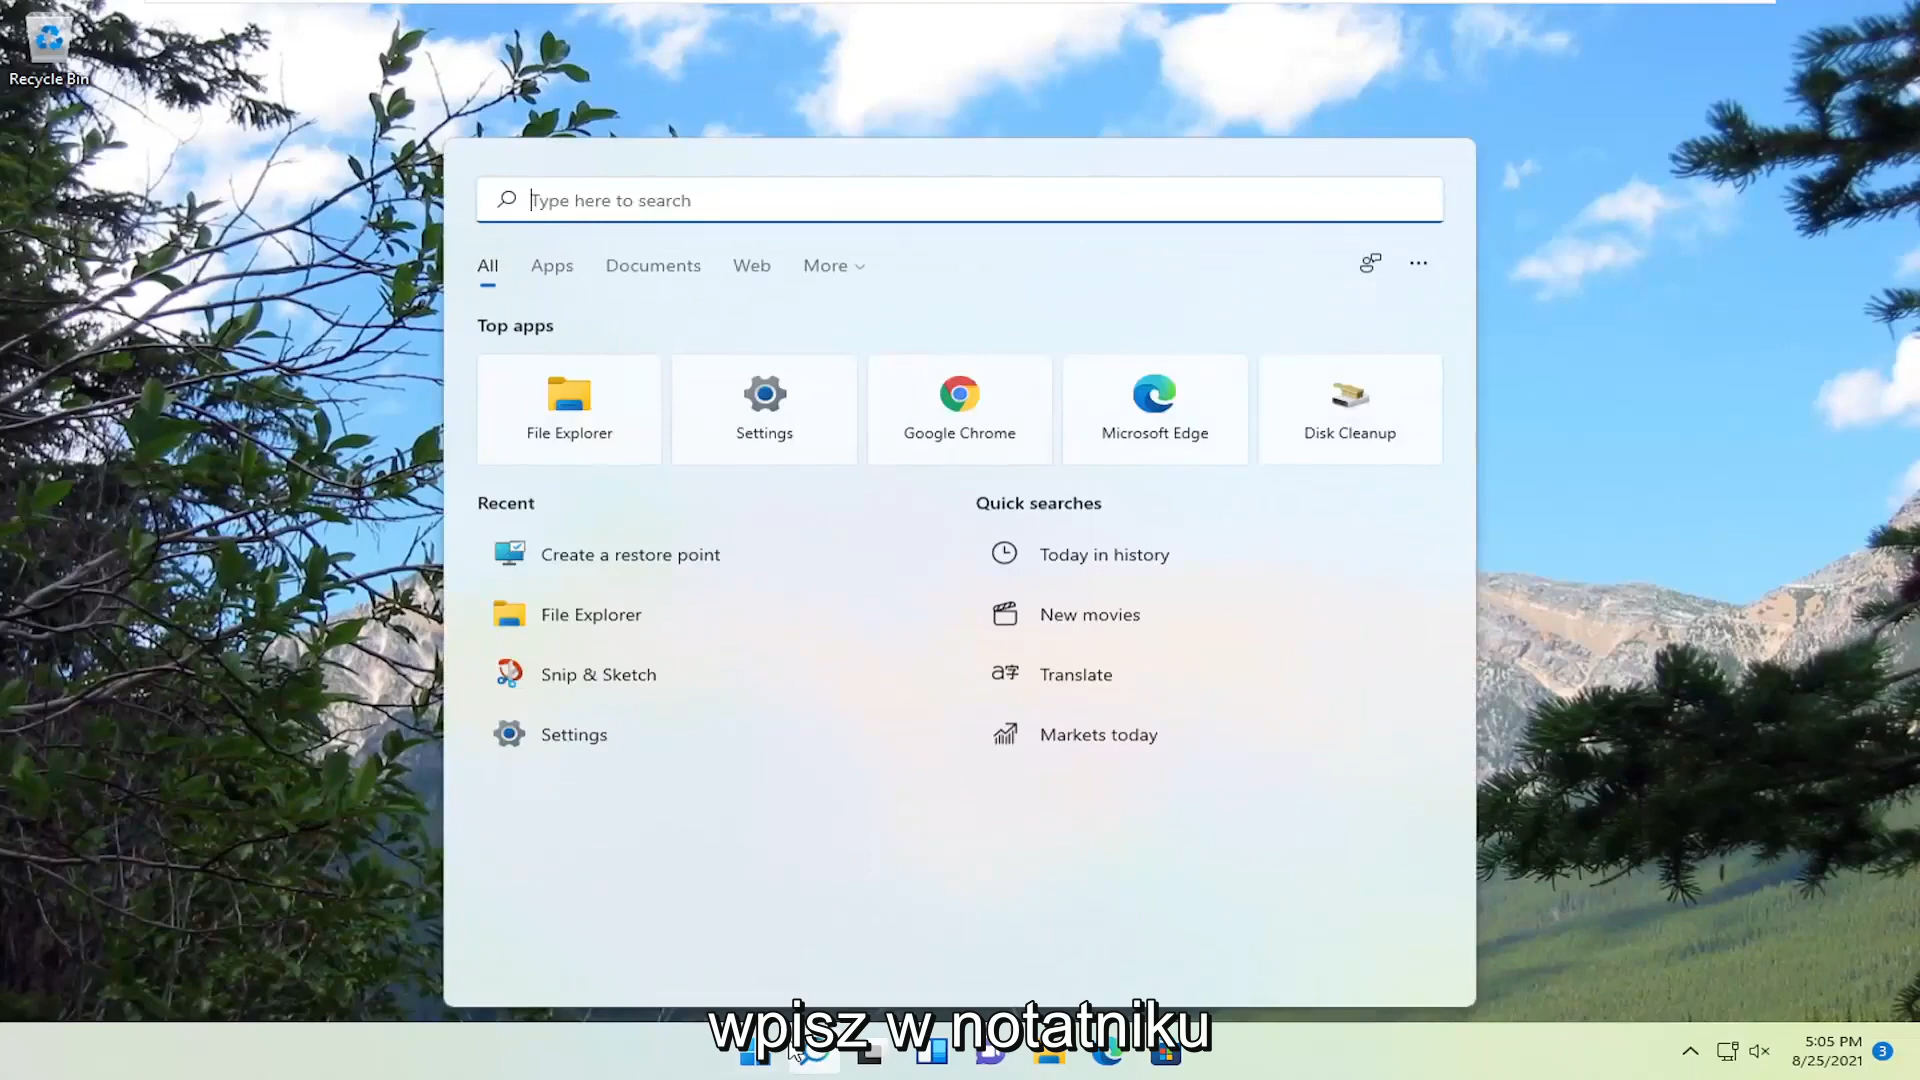 Recycle Bin
Type here to search
All Apps Documents Web More
Top apps
File Explorer Settings Google Chrome Microsoft Edge Disk Cleanup
Recent
Create a restore point
File Explorer
Snip & Sketch
Settings
Quick searches
Today in history
New movies
Translate
Markets today
wpisz w notatniku
5:05 PM
8/25/2021
3